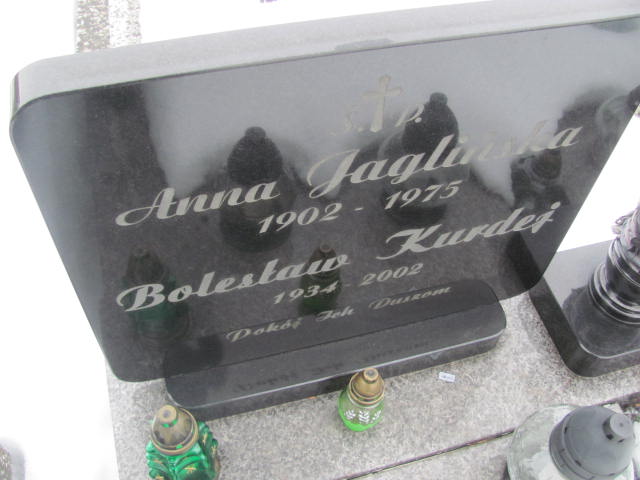 Ś. P.
Anna Jaglińska
1902 - 1975
Bolesław Kurdej
1934 - 2002
Pokój Ich Duszom